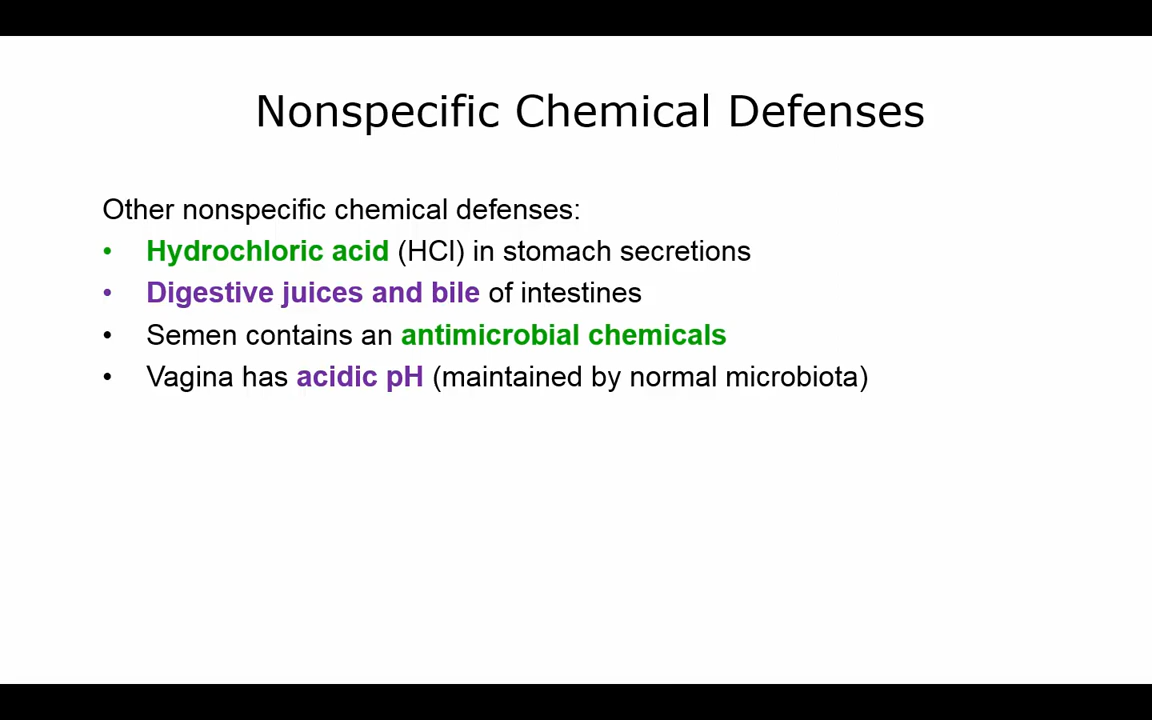 Nonspecific Chemical Defenses
Other nonspecific chemical defenses:
• Hydrochloric acid (HCl) in stomach secretions
• Digestive juices and bile of intestines
• Semen contains an antimicrobial chemicals
• Vagina has acidic pH (maintained by normal microbiota)